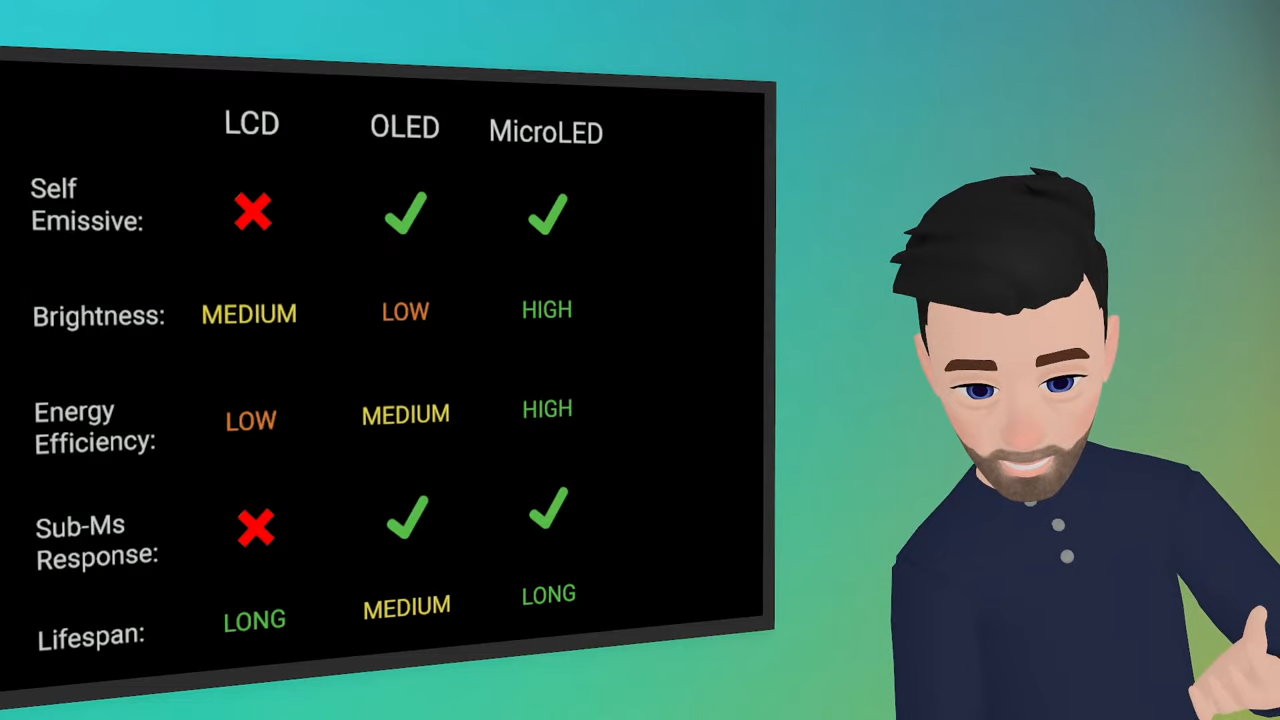 LCD OLED MicroLED
Self
Emissive:
Brightness: MEDIUM LOW HIGH
Energy
Efficiency: LOW MEDIUM HIGH
Sub-Ms
Response:
Lifespan: LONG MEDIUM LONG